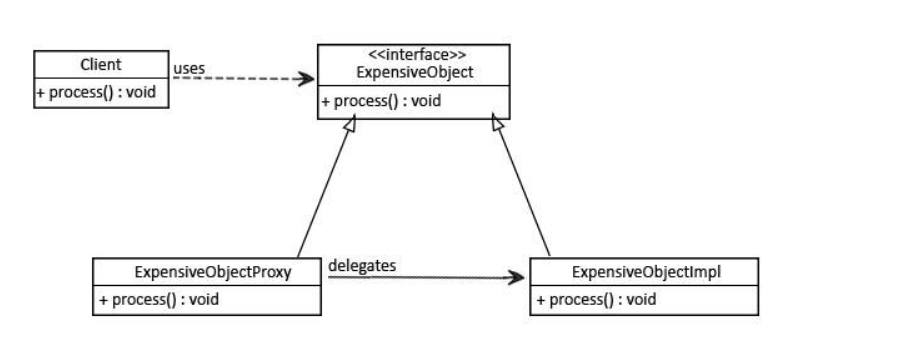 Client
+ process() : void
uses
<<interface>>
ExpensiveObject
+ process() : void
ExpensiveObjectProxy
+ process() : void
delegates
ExpensiveObjectImpl
+ process() : void